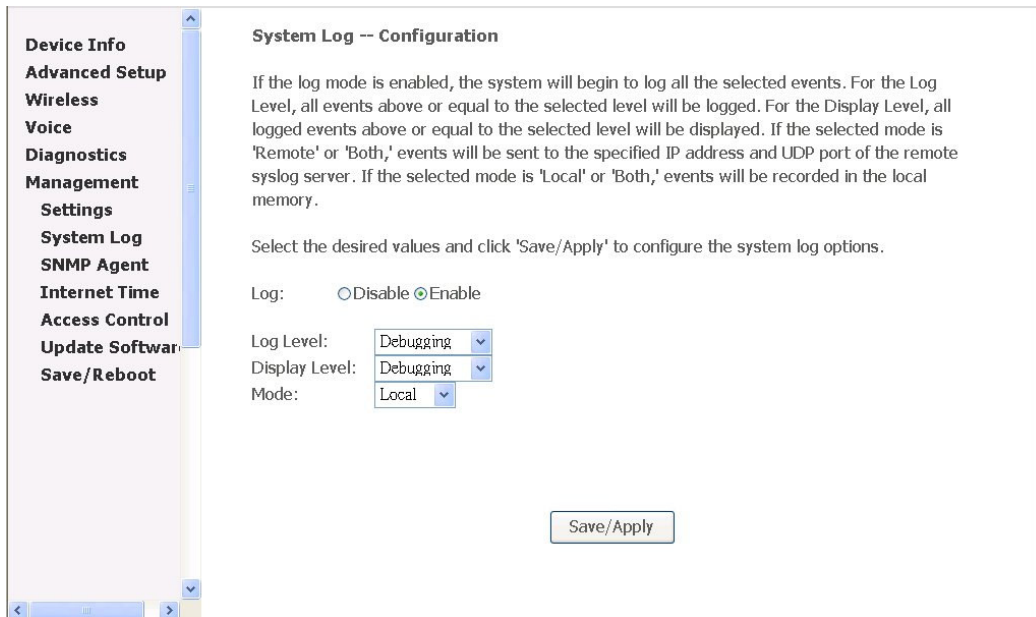 Device Info
Advanced Setup
Wireless
Voice
Diagnostics
Management
Settings
System Log
SNMP Agent
Internet Time
Access Control
Update Softwar
Save/Reboot
System Log -- Configuration
If the log mode is enabled, the system will begin to log all the selected events. For the Log
Level, all events above or equal to the selected level will be logged. For the Display Level, all
logged events above or equal to the selected level will be displayed. If the selected mode is
'Remote' or 'Both,' events will be sent to the specified IP address and UDP port of the remote
syslog server. If the selected mode is 'Local' or 'Both,' events will be recorded in the local
memory.
Select the desired values and click 'Save/Apply' to configure the system log options.
Log: Disable Enable
Log Level: Debugging
Display Level: Debugging
Mode: Local
Save/Apply